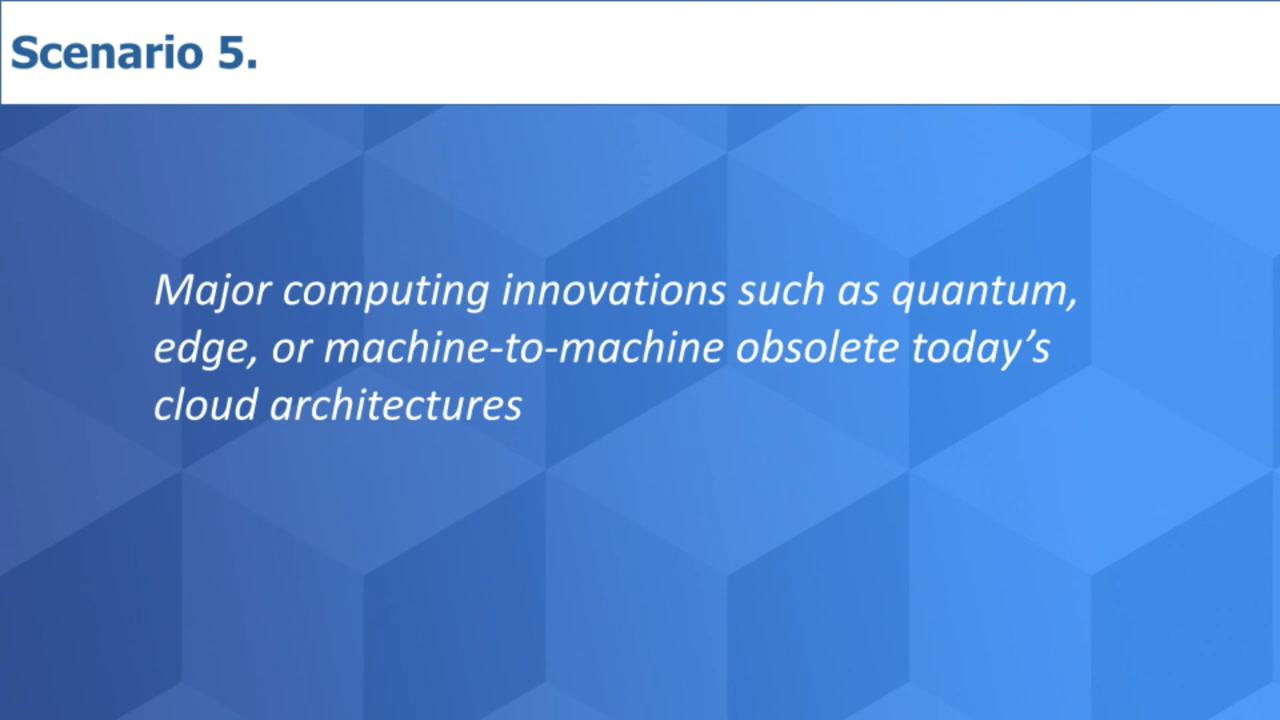 Scenario 5.
Major computing innovations such as quantum,
edge, or machine-to-machine obsolete today’s
cloud architectures